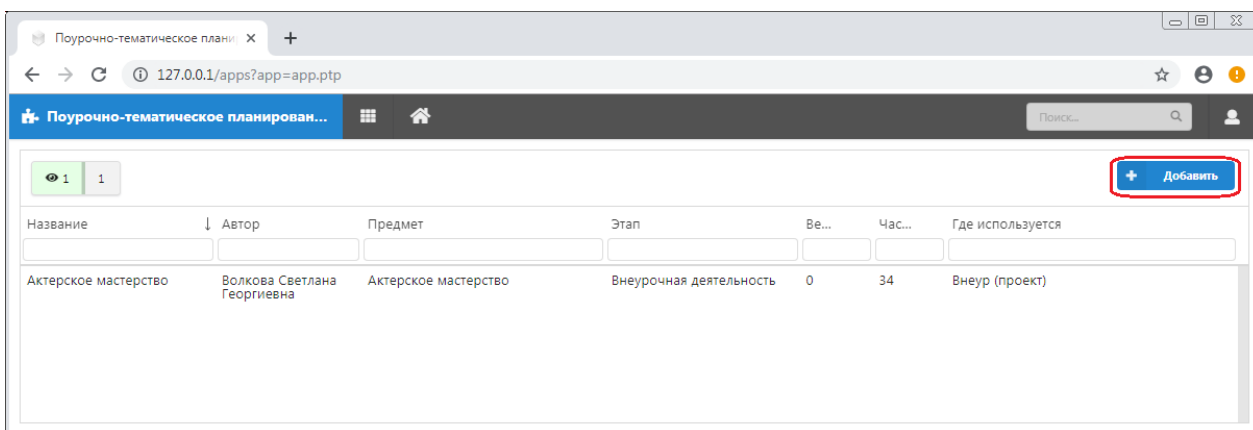 Поурочно-тематическое плани
127.0.0.1/apps?app=app.ptp
Поурочно-тематическое планирован...
Поиск...
1 1
Добавить
Название Автор Предмет Этап Ве... Час... Где используется
Актерское мастерство Волкова Светлана Актерское мастерство Внеурочная деятельность 0 34 Внеур (проект)
Георгиевна